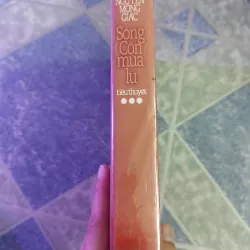 NGUYỄN
MỘNG
GIÁC
Sông
Côn
mùa
lũ
tiểu thuyết